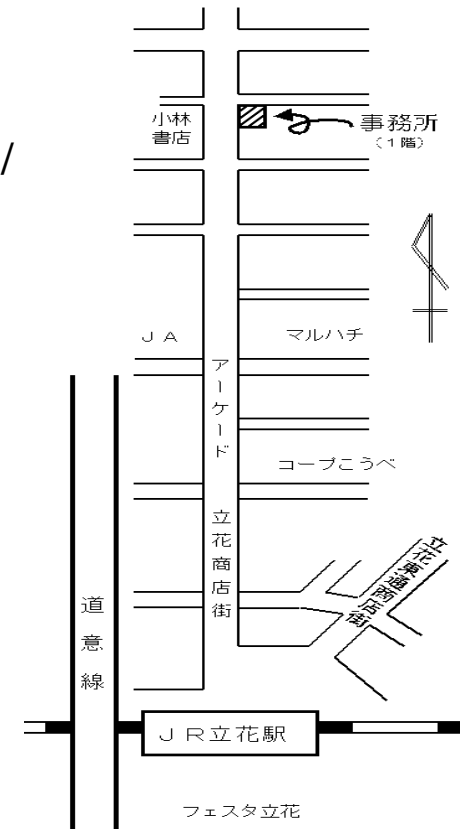 小林
書店
事務所
（1階）
/
JA
マルハチ
アーケード
コープこうべ
立花商店街
立花東通商店街
道意線
JR立花駅
フェスタ立花